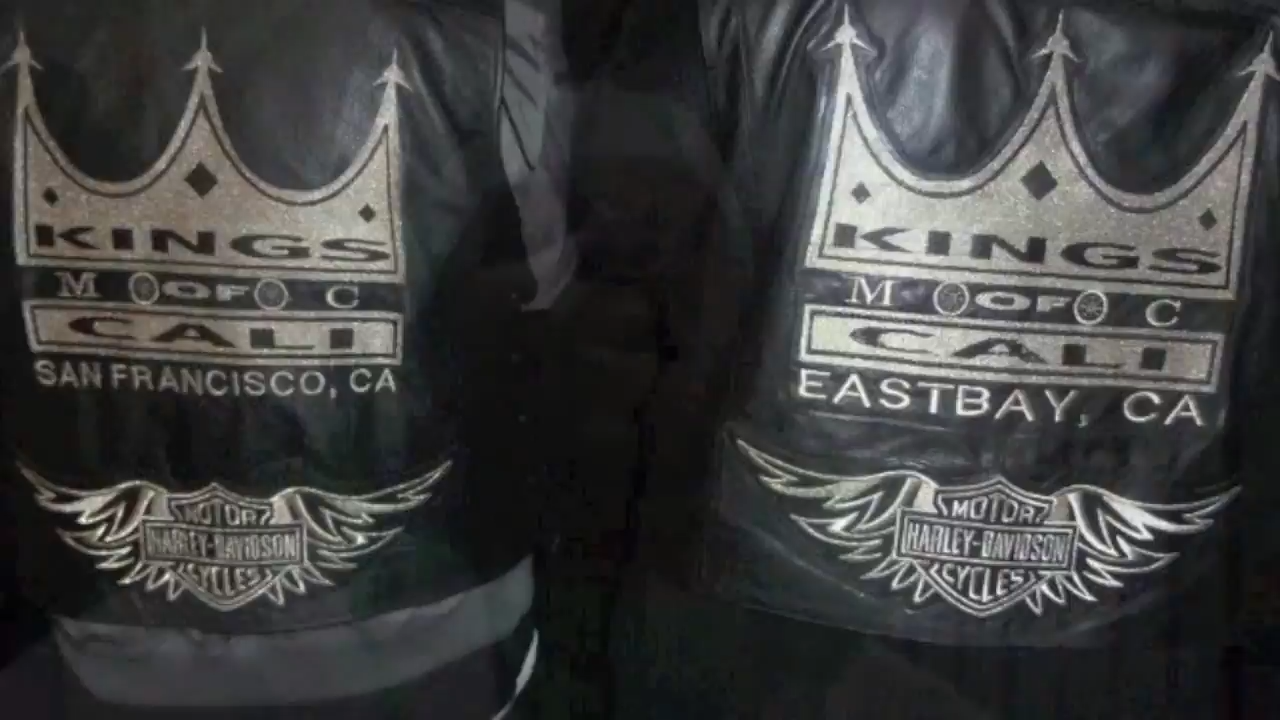 KINGS
M OF C
CALI
SAN FRANCISCO, CA
MOTOR
HARLEY-DAVIDSON
CYCLES
KINGS
M OF C
CALI
EASTBAY, CA
MOTOR
HARLEY-DAVIDSON
CYCLES